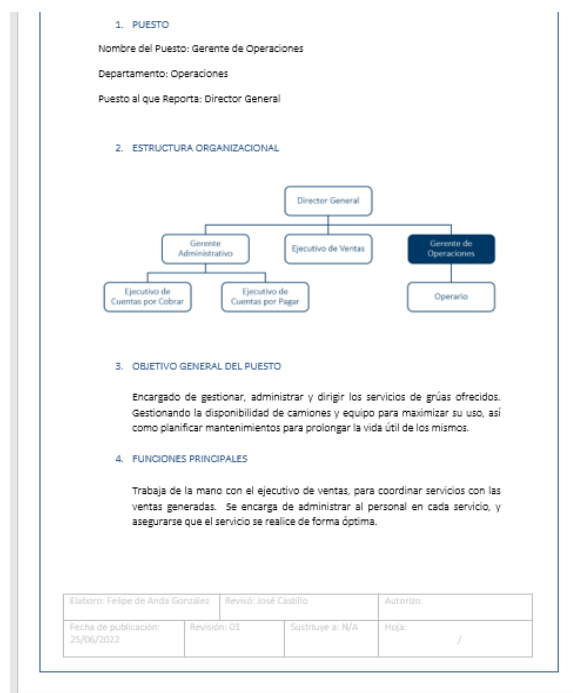 1. PUESTO
Nombre del Puesto: Gerente de Operaciones
Departamento: Operaciones
Puesto al que Reporta: Director General
2. ESTRUCTURA ORGANIZACIONAL
Director General
Gerente
Administrativo
Ejecutivo de Ventas
Gerente de
Operaciones
Ejecutivo de
Cuentas por Cobrar
Ejecutivo de
Cuentas por Pagar
Operario
3. OBJETIVO GENERAL DEL PUESTO
Encargado de gestionar, administrar y dirigir los servicios de grúas ofrecidos.
Gestionando la disponibilidad de camiones y equipo para maximizar su uso, así
como planificar mantenimientos para prolongar la vida útil de los mismos.
4. FUNCIONES PRINCIPALES
Trabaja de la mano con el ejecutivo de ventas, para coordinar servicios con las
ventas generadas. Se encarga de administrar al personal en cada servicio, y
asegurarse que el servicio se realice de forma óptima.
Elaboro: Felipe de Anda González Revisó: José Castillo Autorizo:
Fecha de publicación: Revisión: 01 Sustituye a: N/A Hoja:
25/06/2022 /